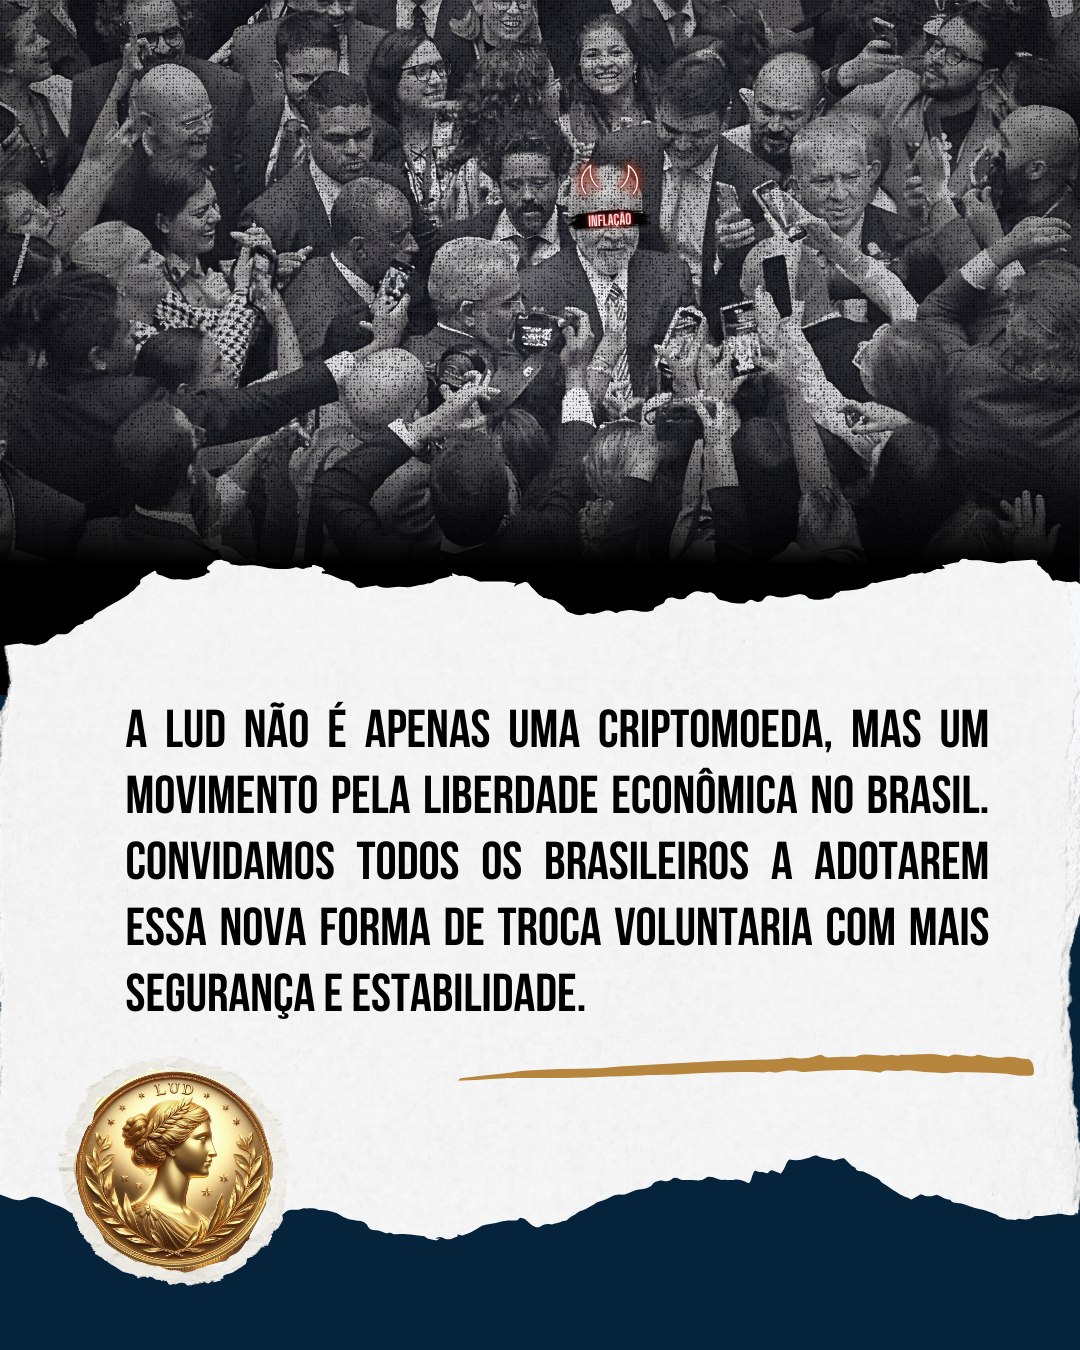 INFLAÇÃO
A LUD NÃO É APENAS UMA CRIPTOMOEDA, MAS UM
MOVIMENTO PELA LIBERDADE ECONÔMICA NO BRASIL.
CONVIDAMOS TODOS OS BRASILEIROS A ADOTAREM
ESSA NOVA FORMA DE TROCA VOLUNTARIA COM MAIS
SEGURANÇA E ESTABILIDADE.
LUD